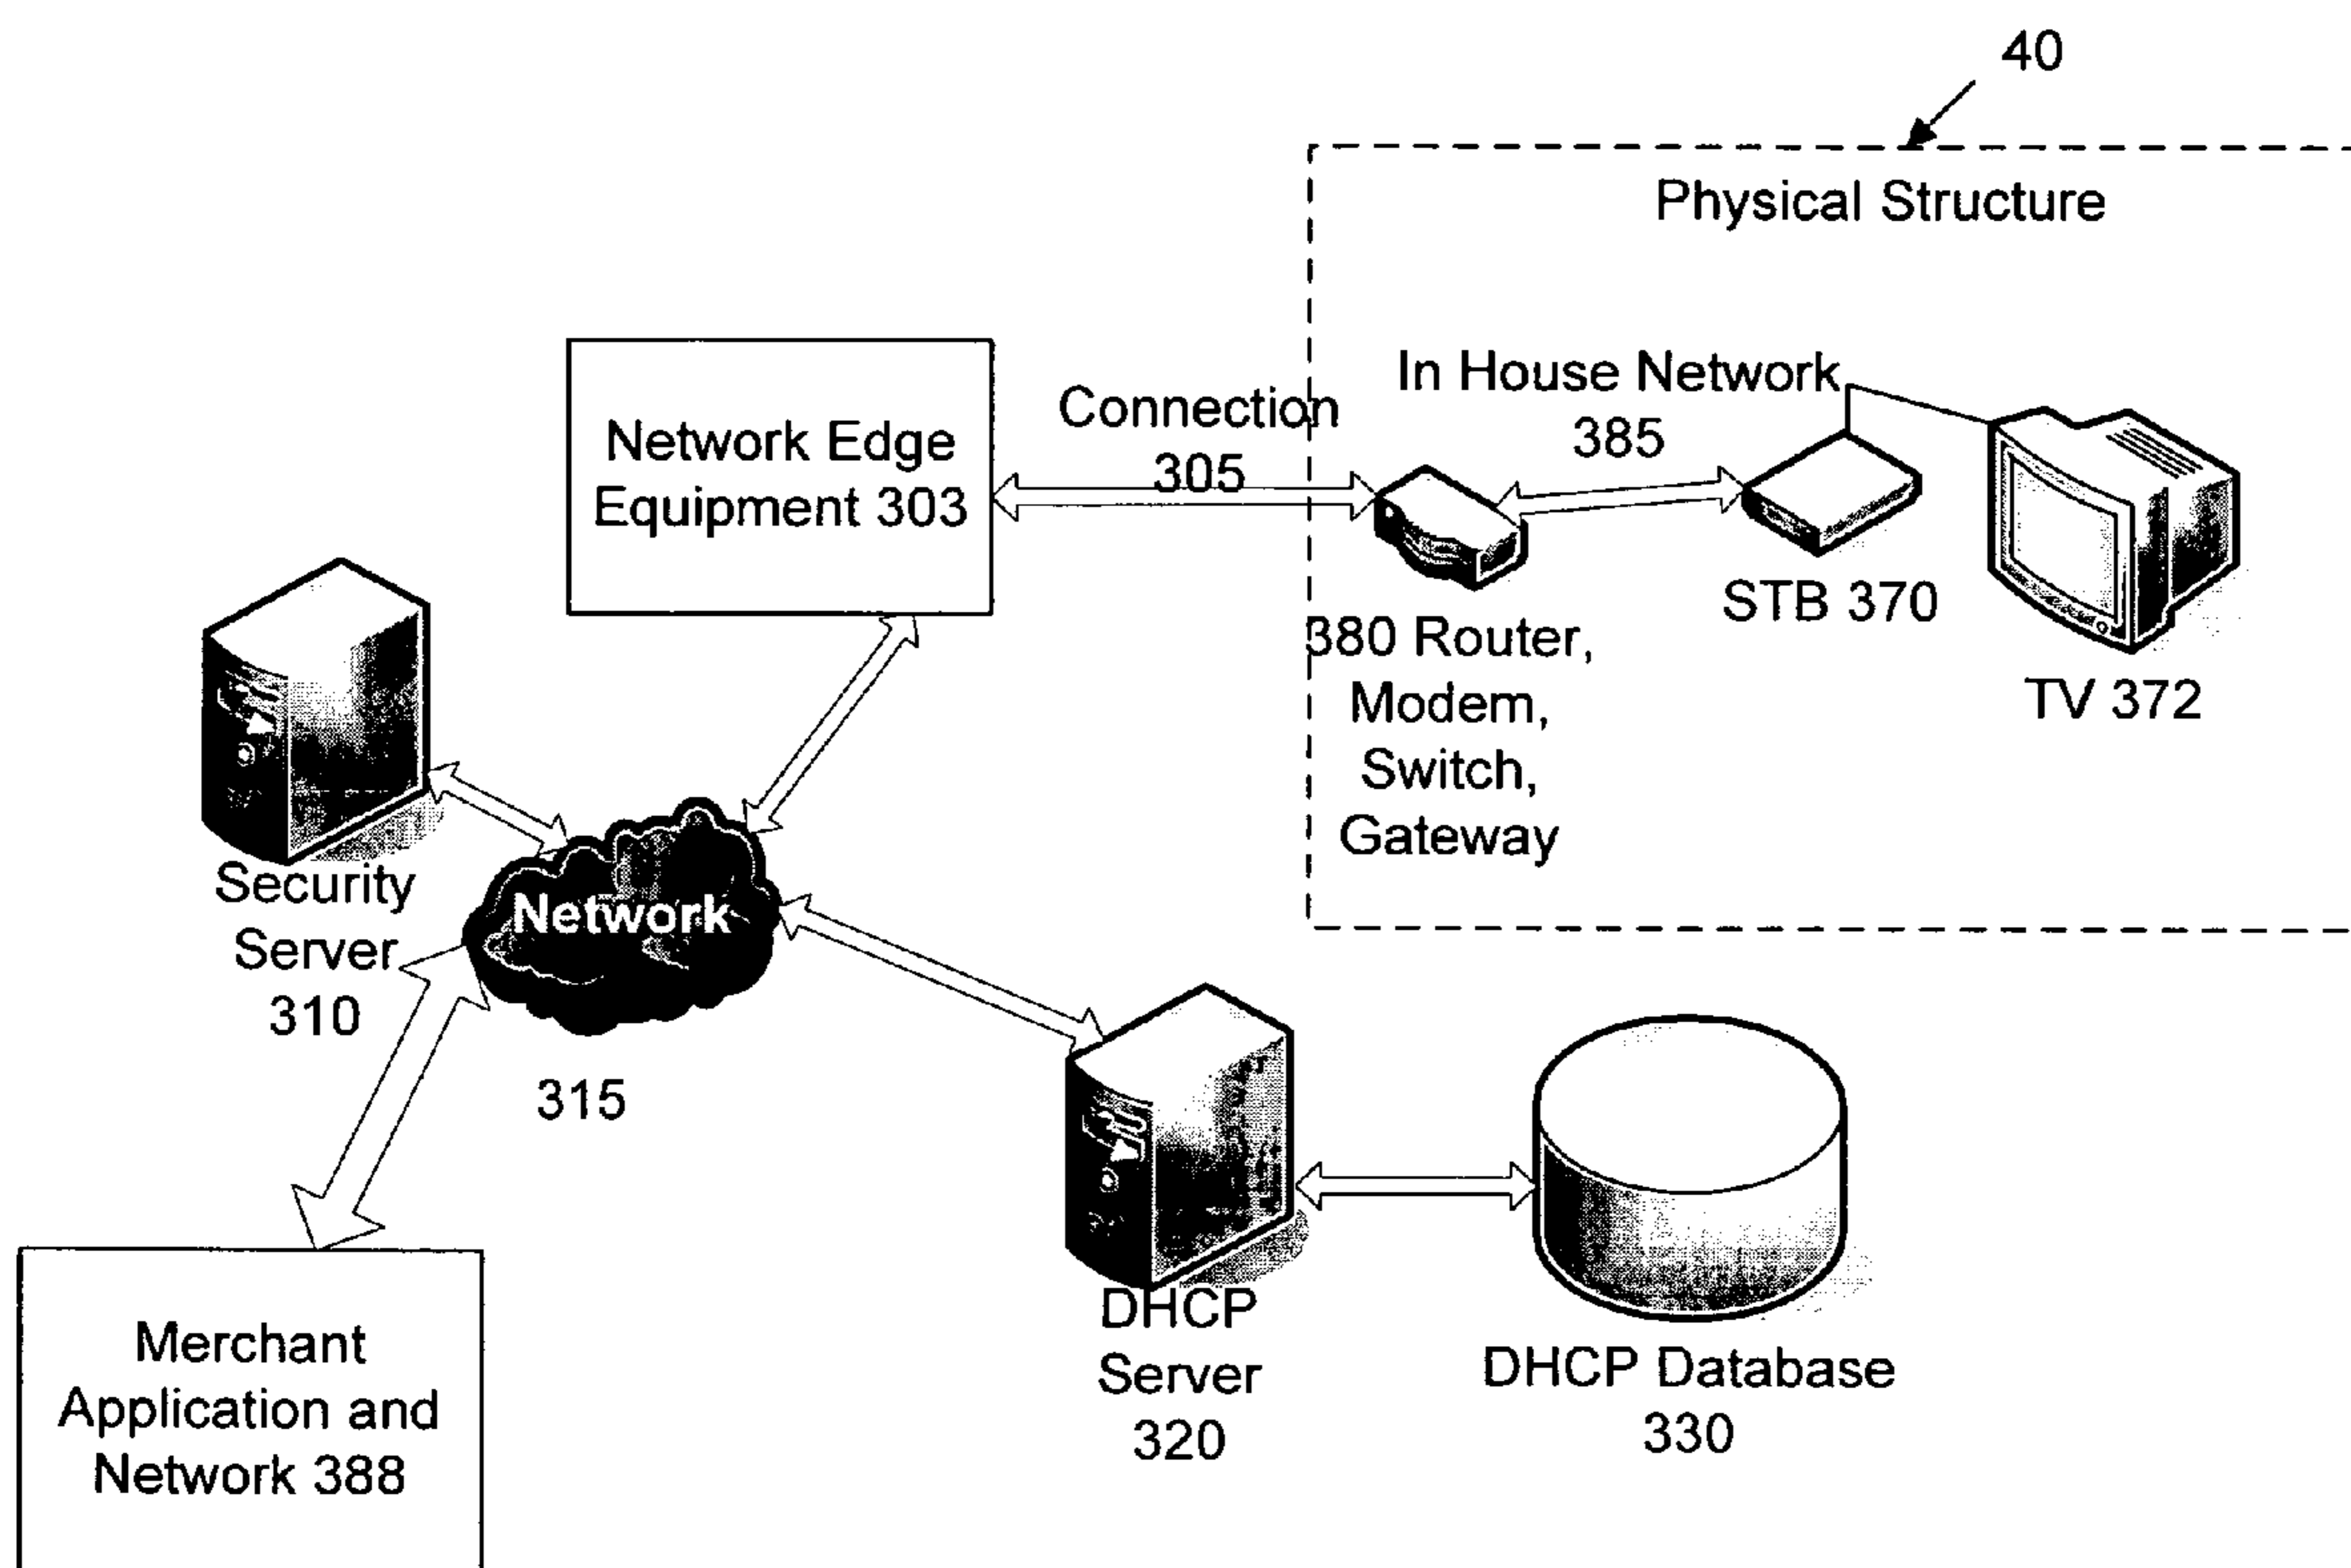 40
Physical Structure
In House Network
385
Connection
305
Network Edge
Equipment 303
STB 370
TV 372
380 Router,
Modem,
Switch,
Gateway
Security
Server
310
Network
315
DHCP
Server
320
DHCP Database
330
Merchant
Application and
Network 388